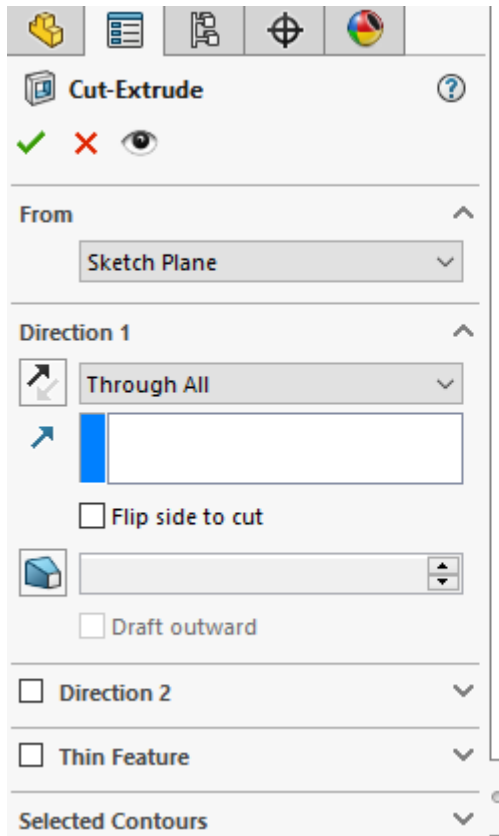 Cut-Extrude
From
Sketch Plane
Direction 1
Through All
Flip side to cut
Draft outward
Direction 2
Thin Feature
Selected Contours